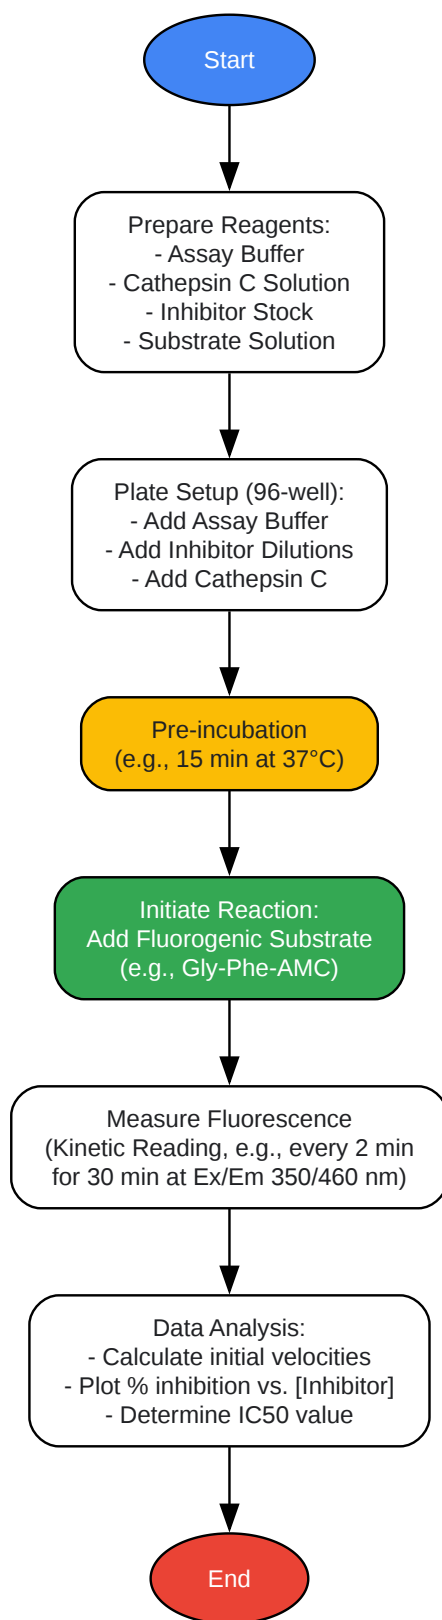 Start
Prepare Reagents:
- Assay Buffer
- Cathepsin C Solution
- Inhibitor Stock
- Substrate Solution
Plate Setup (96-well):
- Add Assay Buffer
- Add Inhibitor Dilutions
- Add Cathepsin C
Pre-incubation
(e.g., 15 min at 37°C)
Initiate Reaction:
Add Fluorogenic Substrate
(e.g., Gly-Phe-AMC)
Measure Fluorescence
(Kinetic Reading, e.g., every 2 min
for 30 min at Ex/Em 350/460 nm)
Data Analysis:
- Calculate initial velocities
- Plot % inhibition vs. [Inhibitor]
- Determine IC50 value
End